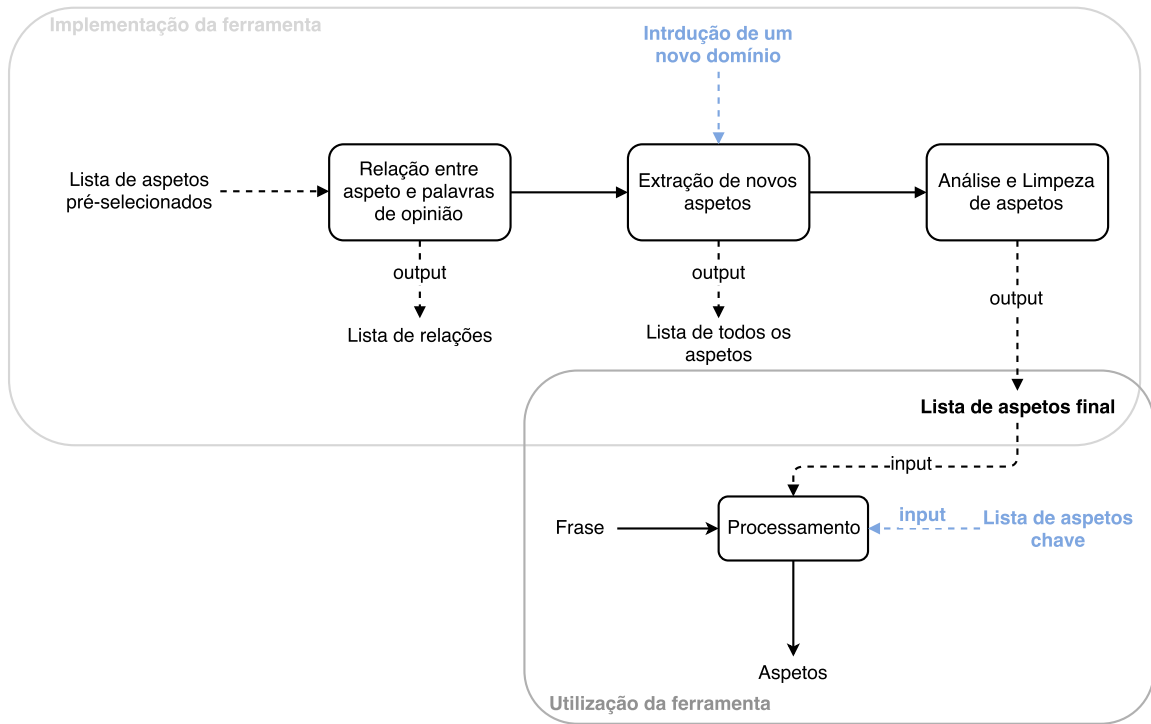 Implementação da ferramenta
Intrdução de um
novo domínio
Lista de aspetos
pré-selecionados
Relação entre
aspeto e palavras
de opinião
Extração de novos
aspetos
Análise e Limpeza
de aspetos
output
output
output
Lista de relações
Lista de todos os
aspetos
Lista de aspetos final
input
Frase
Processamento
input
Lista de aspetos
chave
Aspetos
Utilização da ferramenta